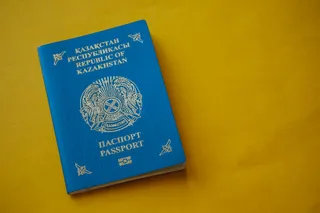 ҚАЗАҚСТАН
РЕСПУБЛИКАСЫ
REPUBLIC OF
KAZAKHSTAN
ПАСПОРТ
PASSPORT